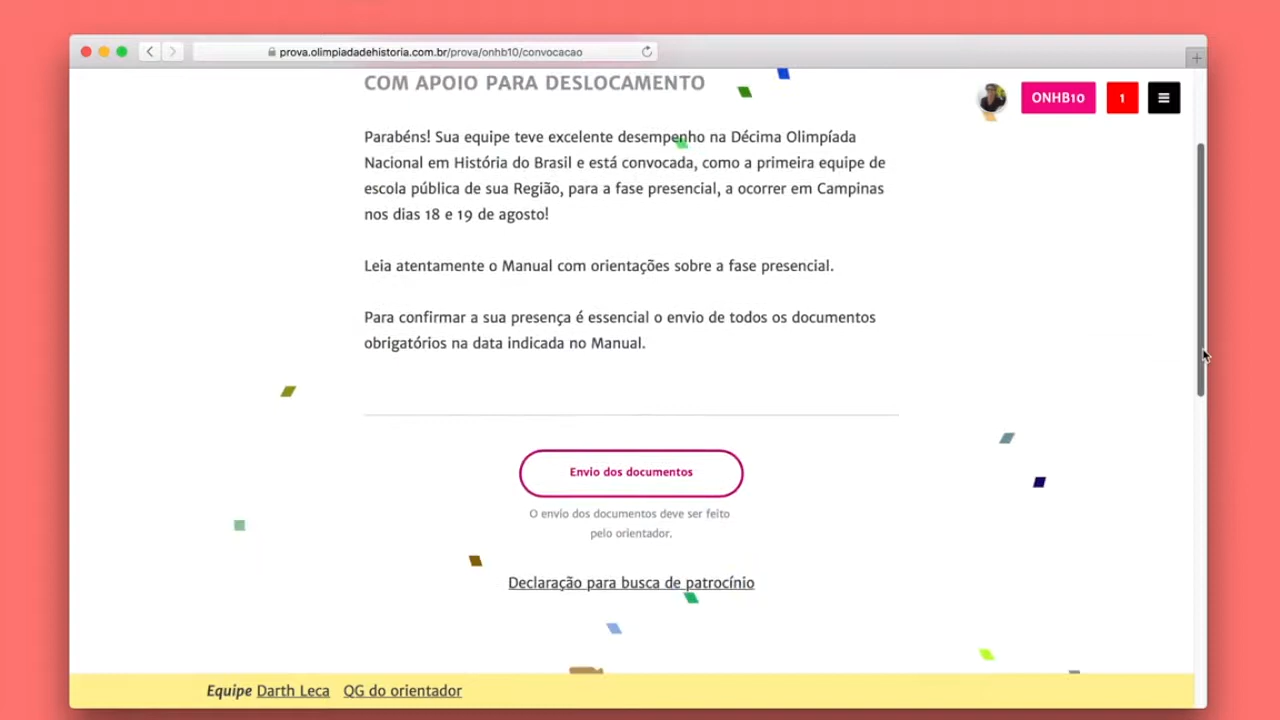 prova.olimpiadadehistoria.com.br/prova/onhb10/convocacao
COM APOIO PARA DESLOCAMENTO
ONHB10
1
Parabéns! Sua equipe teve excelente desempenho na Décima Olimpíada
Nacional em História do Brasil e está convocada, como a primeira equipe de
escola pública de sua Região, para a fase presencial, a ocorrer em Campinas
nos dias 18 e 19 de agosto!
Leia atentamente o Manual com orientações sobre a fase presencial.
Para confirmar a sua presença é essencial o envio de todos os documentos
obrigatórios na data indicada no Manual.
Envio dos documentos
O envio dos documentos deve ser feito
pelo orientador.
Declaração para busca de patrocínio
Equipe Darth Leca QG do orientador